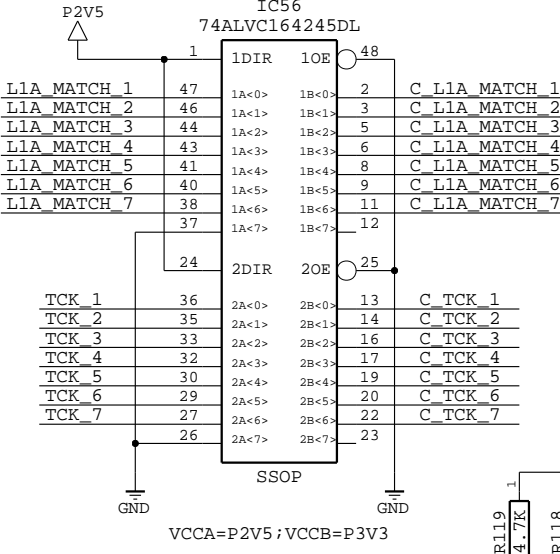 IC56
P2V5
74ALVC164245DL
1 1DIR 1OE 48
L1A_MATCH_1 47 1A<0> 1B<0> 2 C_L1A_MATCH_1
L1A_MATCH_2 46 1A<1> 1B<1> 3 C_L1A_MATCH_2
L1A_MATCH_3 44 1A<2> 1B<2> 5 C_L1A_MATCH_3
L1A_MATCH_4 43 1A<3> 1B<3> 6 C_L1A_MATCH_4
L1A_MATCH_5 41 1A<4> 1B<4> 8 C_L1A_MATCH_5
L1A_MATCH_6 40 1A<5> 1B<5> 9 C_L1A_MATCH_6
L1A_MATCH_7 38 1A<6> 1B<6> 11 C_L1A_MATCH_7
37 1A<7> 1B<7> 12
24 2DIR 2OE 25
TCK_1 36 2A<0> 2B<0> 13 C_TCK_1
TCK_2 35 2A<1> 2B<1> 14 C_TCK_2
TCK_3 33 2A<2> 2B<2> 16 C_TCK_3
TCK_4 32 2A<3> 2B<3> 17 C_TCK_4
TCK_5 30 2A<4> 2B<4> 19 C_TCK_5
TCK_6 29 2A<5> 2B<5> 20 C_TCK_6
TCK_7 27 2A<6> 2B<6> 22 C_TCK_7
26 2A<7> 2B<7> 23
SSOP
GND GND
VCCA=P2V5;VCCB=P3V3
1
R119
4.7K
R118